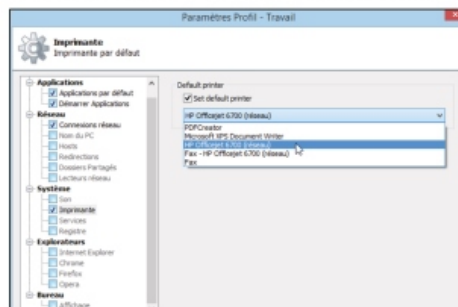 Paramètres Profil - Travail
Imprimante
Imprimante par défaut
Applications
Applications par défaut
Démarrer Applications
Réseau
Connexions réseau
Nom du PC
Hosts
Redirections
Dossiers Partagés
Lecteurs réseau
Système
Son
Imprimante
Services
Registre
Explorateurs
Internet Explorer
Chrome
Firefox
Opera
Bureau
Affichage
Default printer
Set default printer
HP Officejet 6700 (réseau)
PDFCreator
Microsoft XPS Document Writer
HP Officejet 6700 (réseau)
Fax - HP Officejet 6700 (réseau)
Fax